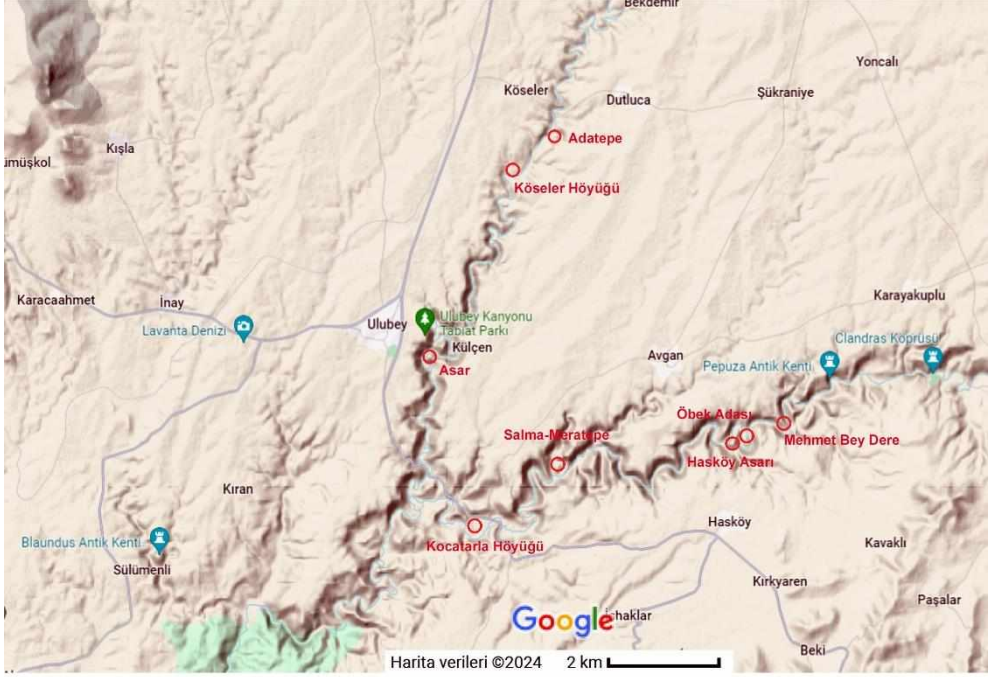 Bekdemir
Yoncalı
Köseler
Dutluca
Şükraniye
Adatepe
Kışla
ümüşkol
Köseler Höyüğü
Karacaahmet
İnay
Karayakuplu
Lavanta Denizi
Ulubey
Ulubey Kanyonu
Tabiat Parkı
Külçen
Asar
Avgan
Clandras Köprüsü
Pepuza Antik Kenti
Öbek Adası
Salma-Meratepe
Mehmet Bey Dere
Hasköy Asarı
Kıran
Kocatarla Höyüğü
Hasköy
Blaundus Antik Kenti
Sülümenli
Kavaklı
Kırkyaren
Paşalar
Google
İshaklar
Beki
Harita verileri ©2024 2 km